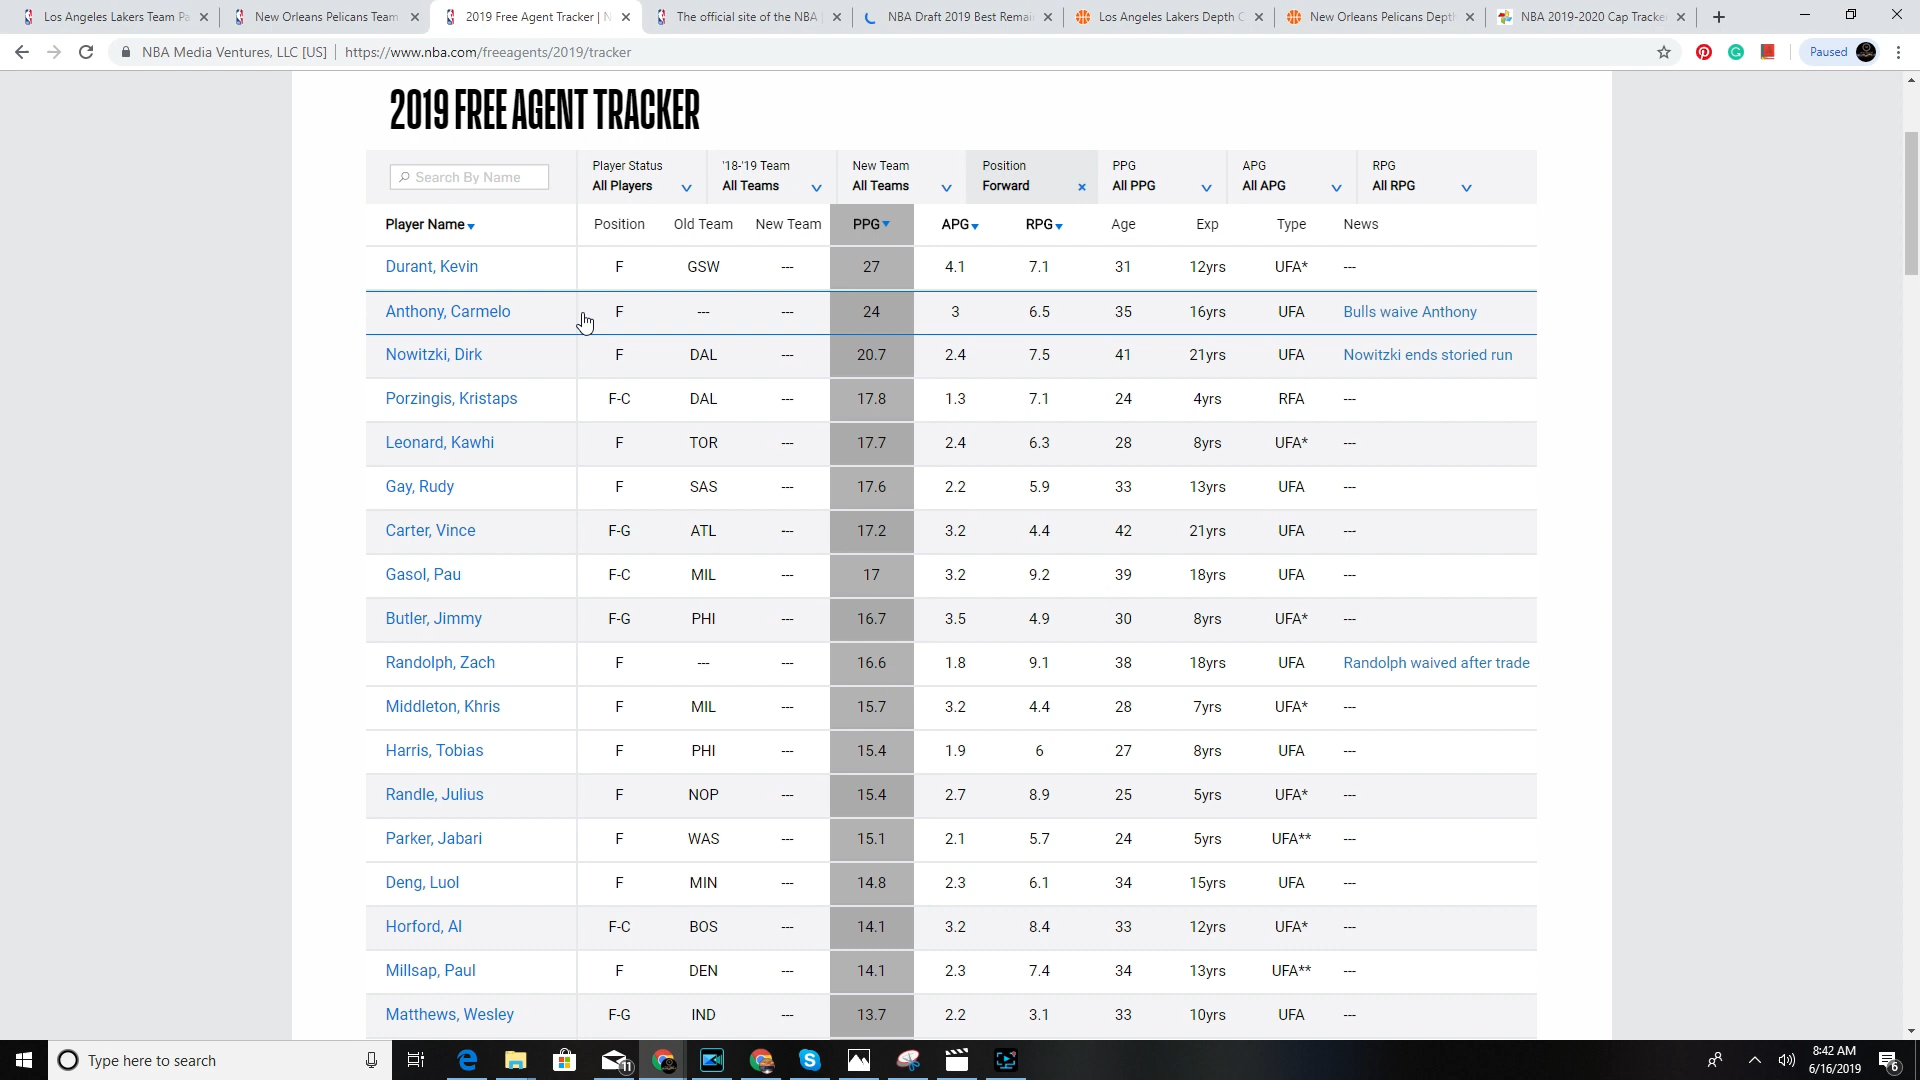 Los Angeles Lakers Team Pa
New Orleans Pelicans Team
2019 Free Agent Tracker | N
The official site of the NBA |
NBA Draft 2019 Best Remai
Los Angeles Lakers Depth C
New Orleans Pelicans Dept
NBA 2019-2020 Cap Tracke
NBA Media Ventures, LLC [US] | https://www.nba.com/freeagents/2019/tracker
Paused
2019 FREE AGENT TRACKER
Search By Name
Player Status '18-'19 Team New Team Position PPG APG RPG
All Players All Teams All Teams Forward × All PPG All APG All RPG
Player Name Position Old Team New Team PPG APG RPG Age Exp Type News
Durant, Kevin F GSW --- 27 4.1 7.1 31 12yrs UFA* ---
Anthony, Carmelo F --- --- 24 3 6.5 35 16yrs UFA Bulls waive Anthony
Nowitzki, Dirk F DAL --- 20.7 2.4 7.5 41 21yrs UFA Nowitzki ends storied run
Porzingis, Kristaps F-C DAL --- 17.8 1.3 7.1 24 4yrs RFA ---
Leonard, Kawhi F TOR --- 17.7 2.4 6.3 28 8yrs UFA* ---
Gay, Rudy F SAS --- 17.6 2.2 5.9 33 13yrs UFA ---
Carter, Vince F-G ATL --- 17.2 3.2 4.4 42 21yrs UFA ---
Gasol, Pau F-C MIL --- 17 3.2 9.2 39 18yrs UFA ---
Butler, Jimmy F-G PHI --- 16.7 3.5 4.9 30 8yrs UFA* ---
Randolph, Zach F --- --- 16.6 1.8 9.1 38 18yrs UFA Randolph waived after trade
Middleton, Khris F MIL --- 15.7 3.2 4.4 28 7yrs UFA* ---
Harris, Tobias F PHI --- 15.4 1.9 6 27 8yrs UFA ---
Randle, Julius F NOP --- 15.4 2.7 8.9 25 5yrs UFA* ---
Parker, Jabari F WAS --- 15.1 2.1 5.7 24 5yrs UFA** ---
Deng, Luol F MIN --- 14.8 2.3 6.1 34 15yrs UFA ---
Horford, Al F-C BOS --- 14.1 3.2 8.4 33 12yrs UFA* ---
Millsap, Paul F DEN --- 14.1 2.3 7.4 34 13yrs UFA** ---
Matthews, Wesley F-G IND --- 13.7 2.2 3.1 33 10yrs UFA ---
Type here to search
11
8:42 AM
6/16/2019
6